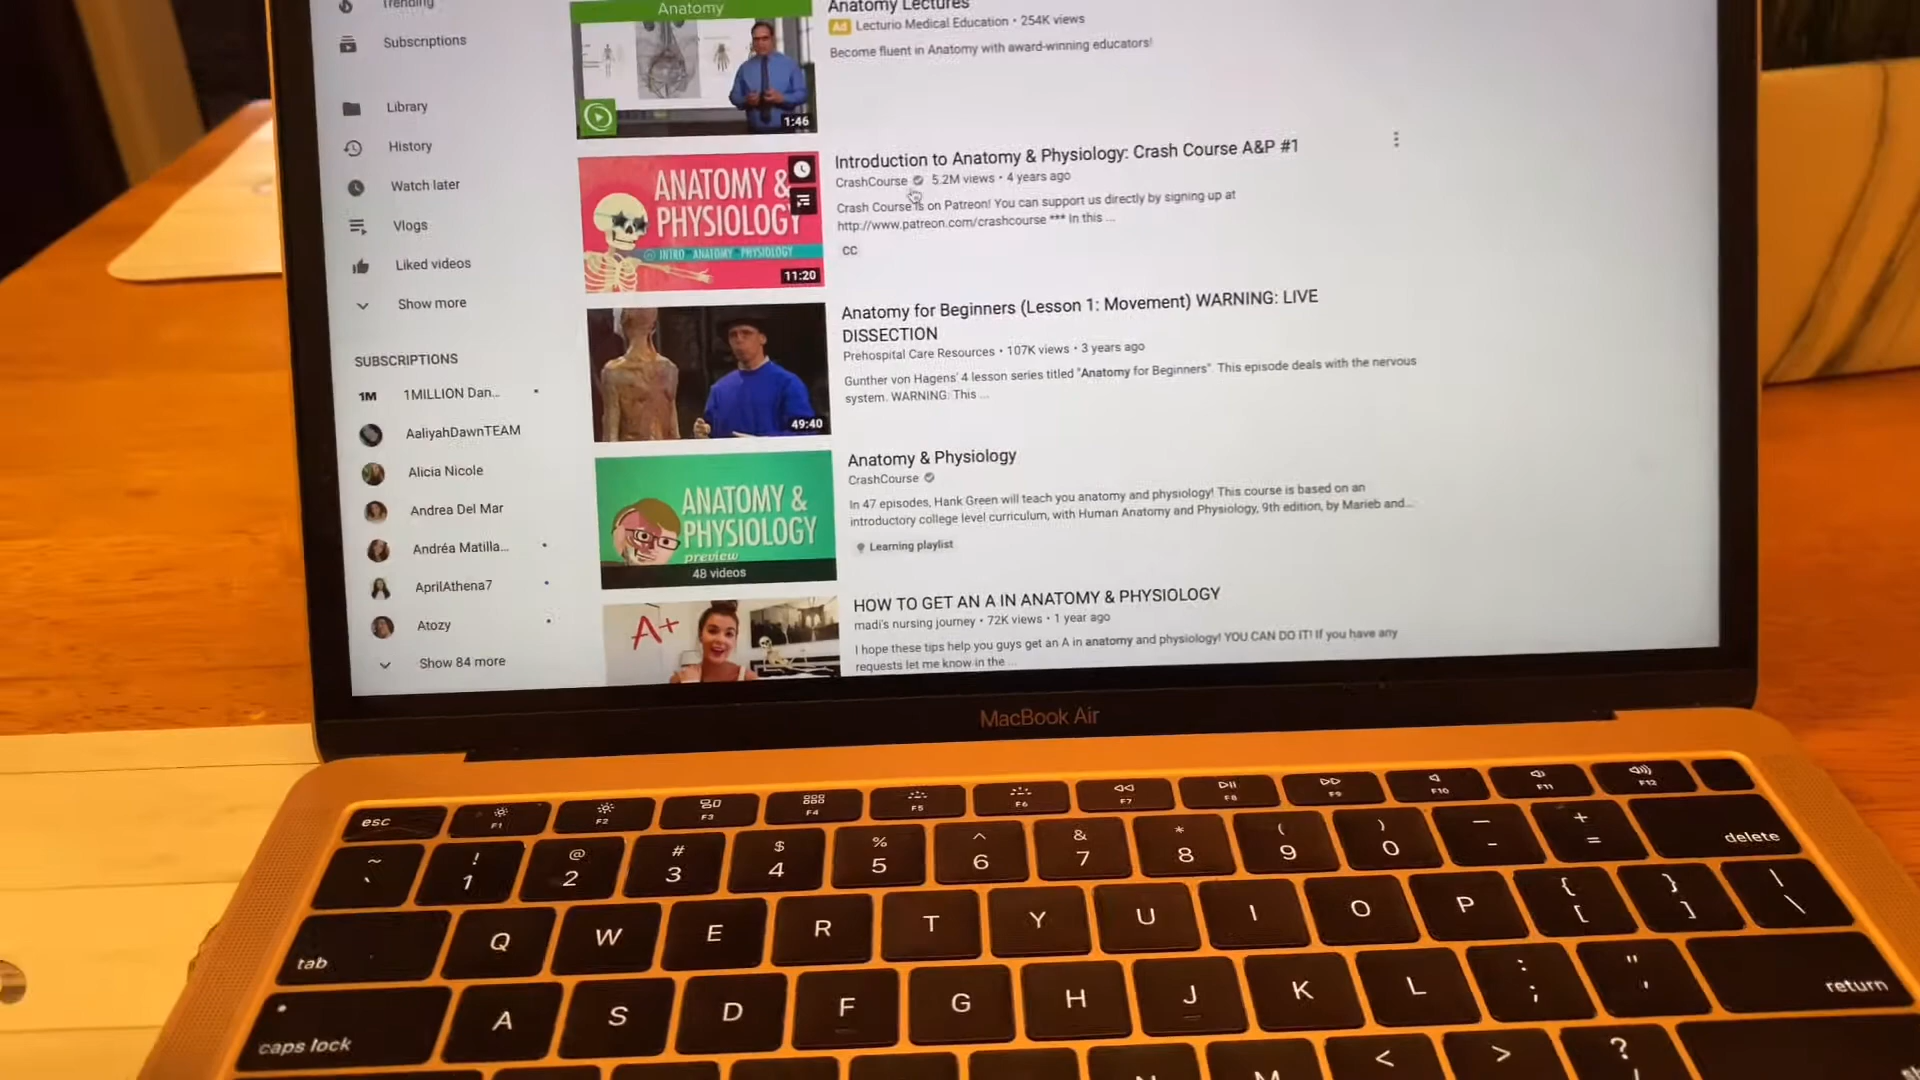 Trending
Subscriptions
Library
History
Watch later
Vlogs
Liked videos
Show more
SUBSCRIPTIONS
1M 1MILLION Dan...
AaliyahDawnTEAM
Alicia Nicole
Andrea Del Mar
Andréa Matilla...
AprilAthena7
Atozy
Show 84 more
Anatomy
1:46
Anatomy Lectures
Ad Lecturio Medical Education • 254K views
Become fluent in Anatomy with award-winning educators!
ANATOMY &
PHYSIOLOGY
INTRO ANATOMY PHYSIOLOGY
11:20
Introduction to Anatomy & Physiology: Crash Course A&P #1
CrashCourse 5.2M views • 4 years ago
Crash Course is on Patreon! You can support us directly by signing up at
http://www.patreon.com/crashcourse *** In this ...
CC
49:40
Anatomy for Beginners (Lesson 1: Movement) WARNING: LIVE
DISSECTION
Prehospital Care Resources • 107K views • 3 years ago
Gunther von Hagens' 4 lesson series titled "Anatomy for Beginners". This episode deals with the nervous
system. WARNING: This ...
ANATOMY &
PHYSIOLOGY
preview
48 videos
Anatomy & Physiology
CrashCourse
In 47 episodes, Hank Green will teach you anatomy and physiology! This course is based on an
introductory college level curriculum, with Human Anatomy and Physiology, 9th edition, by Marieb and...
Learning playlist
A+
HOW TO GET AN A IN ANATOMY & PHYSIOLOGY
madi's nursing journey • 72K views • 1 year ago
I hope these tips help you guys get an A in anatomy and physiology! YOU CAN DO IT! If you have any
requests let me know in the ...
MacBook Air
esc F1 F2 F3 F4 F5 F6 F7 F8 F9 F10 F11 F12
~ ! @ # $ % ^ & * ( ) — +
` 1 2 3 4 5 6 7 8 9 0 - = delete
tab Q W E R T Y U I O P { [ } ] | \
caps lock A S D F G H J K L : ; " ' return
N M < > ?